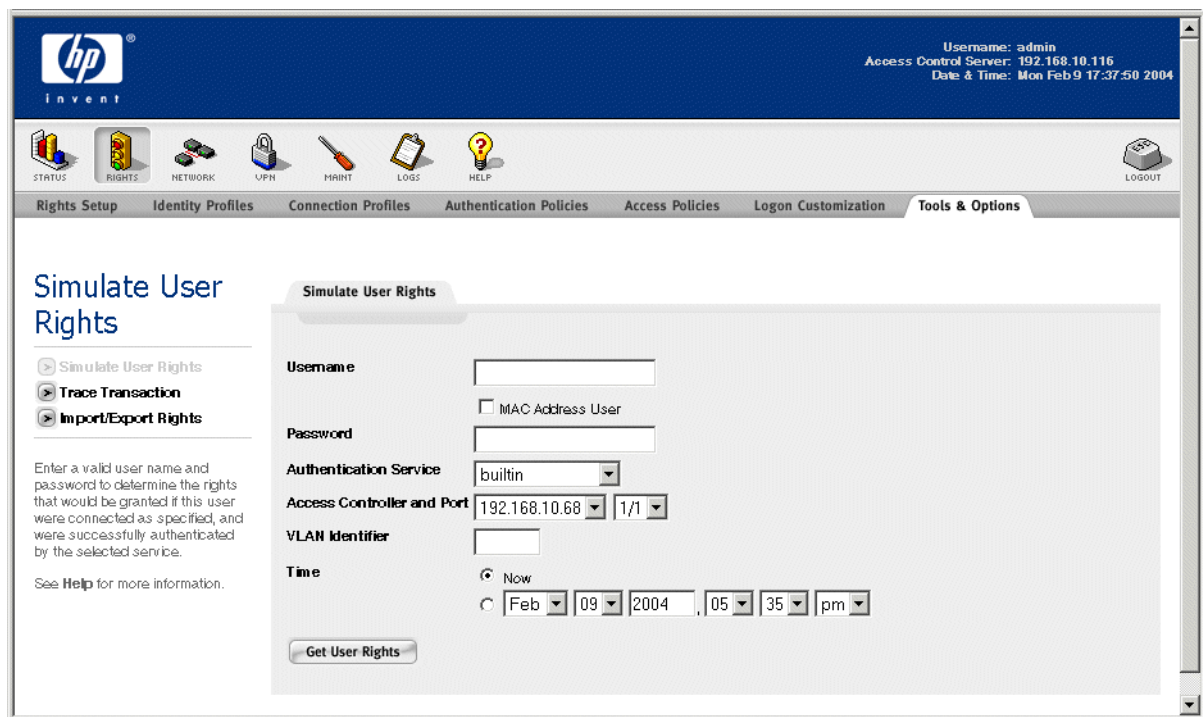 hp
®
invent
Username: admin
Access Control Server: 192.168.10.116
Date & Time: Mon Feb 9 17:37:50 2004
STATUS RIGHTS NETWORK VPN MAINT LOGS HELP LOGOUT
Rights Setup Identity Profiles Connection Profiles Authentication Policies Access Policies Logon Customization Tools & Options
Simulate User
Rights
Simulate User Rights
Trace Transaction
Import/Export Rights
Enter a valid user name and
password to determine the rights
that would be granted if this user
were connected as specified, and
were successfully authenticated
by the selected service.
See Help for more information.
Simulate User Rights
Username
MAC Address User
Password
Authentication Service builtin
Access Controller and Port 192.168.10.68 1/1
VLAN Identifier
Time Now
Feb 09 2004 , 05 35 pm
Get User Rights